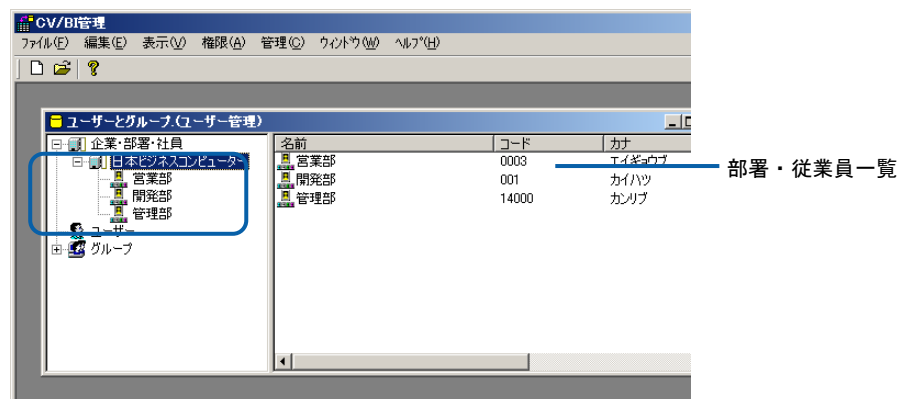 CV/BI管理
ファイル(F) 編集(E) 表示(V) 権限(A) 管理(C) ウィンドウ(W) ヘルプ(H)
ユーザーとグループ.(ユーザー管理)
企業・部署・社員
日本ビジネスコンピューター
営業部
開発部
管理部
ユーザー
グループ
名前 コード カナ
営業部 0003 エイギョウブ
開発部 001 カイハツ
管理部 14000 カンリブ
部署・従業員一覧